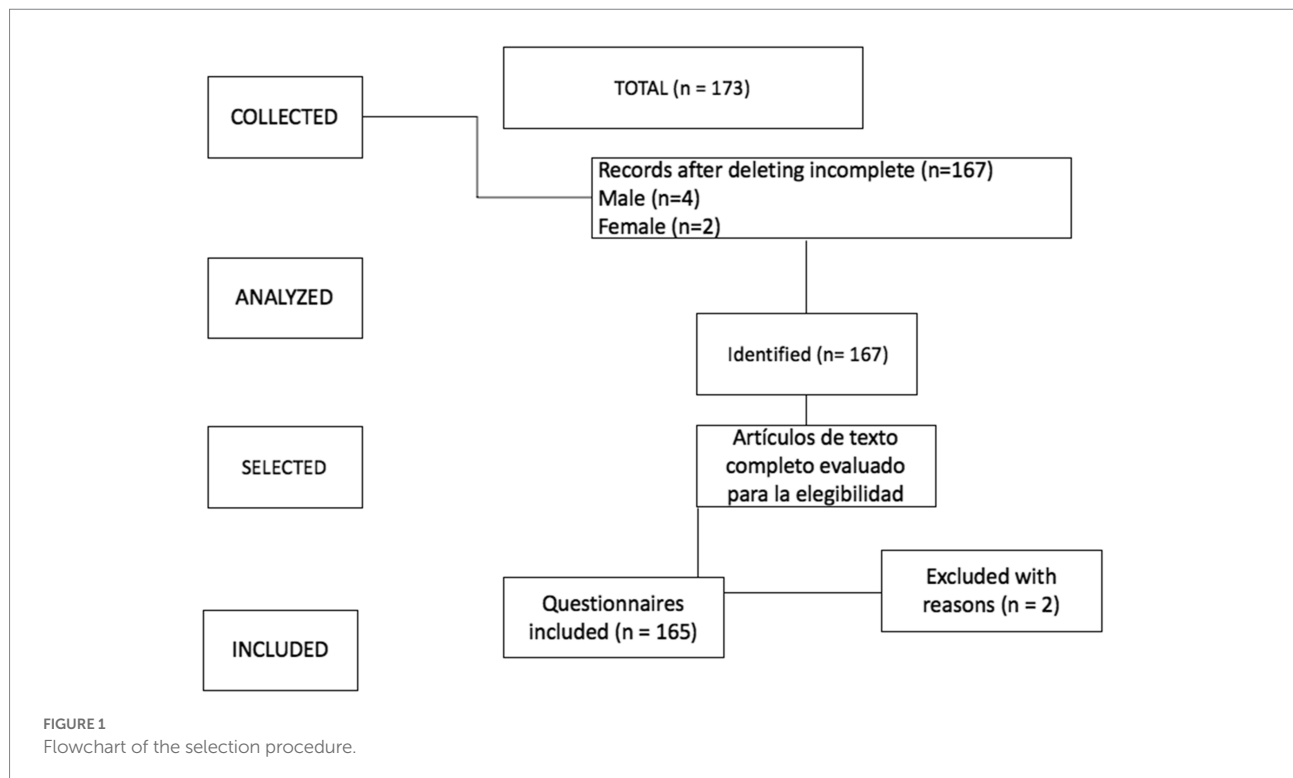 TOTAL (n = 173)
COLLECTED
Records after deleting incomplete (n=167)
Male (n=4)
Female (n=2)
ANALYZED
Identified (n= 167)
SELECTED
Artículos de texto
completo evaluado
para la elegibilidad
Excluded with
reasons (n = 2)
Questionnaires
included (n = 165)
INCLUDED
FIGURE 1
Flowchart of the selection procedure.